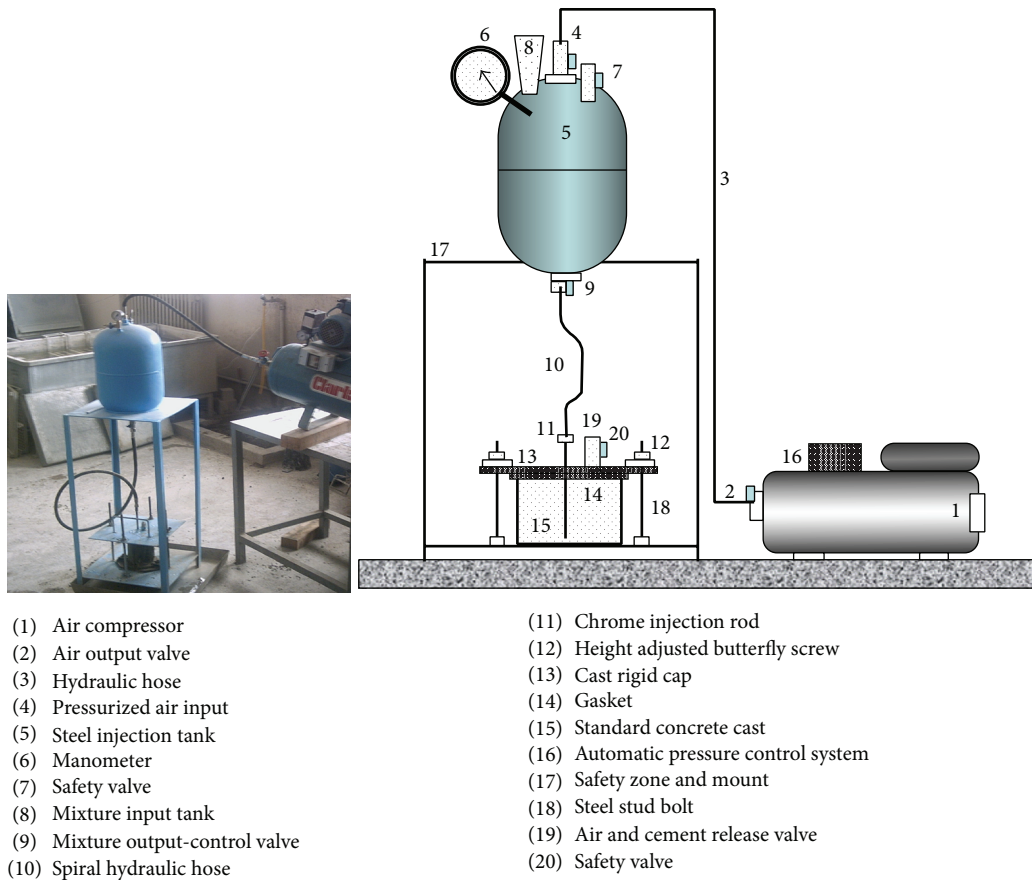 6
8
4
7
5
3
17
9
10
11
19
20
12
13
14
18
15
16
2
1
(1) Air compressor
(2) Air output valve
(3) Hydraulic hose
(4) Pressurized air input
(5) Steel injection tank
(6) Manometer
(7) Safety valve
(8) Mixture input tank
(9) Mixture output-control valve
(10) Spiral hydraulic hose
(11) Chrome injection rod
(12) Height adjusted butterfly screw
(13) Cast rigid cap
(14) Gasket
(15) Standard concrete cast
(16) Automatic pressure control system
(17) Safety zone and mount
(18) Steel stud bolt
(19) Air and cement release valve
(20) Safety valve